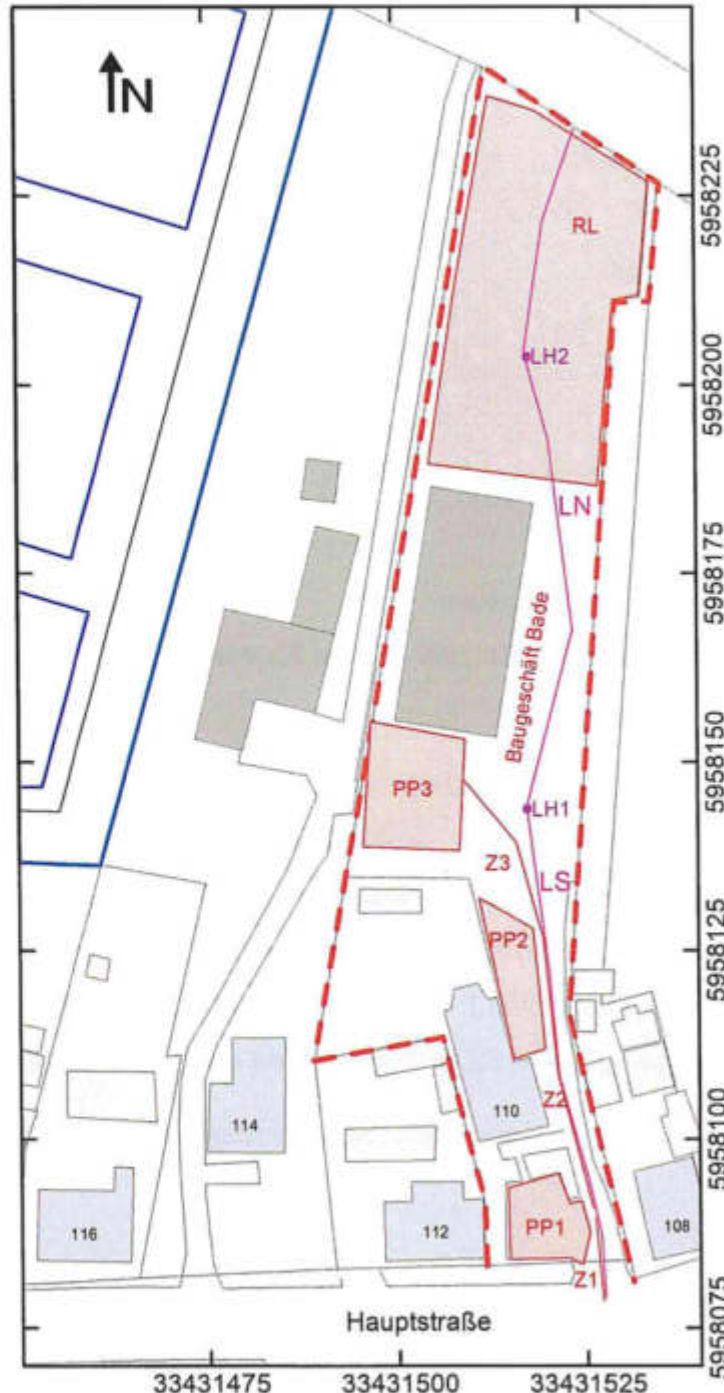 N
5958225
RL
LH2
5958200
LN
5958175
Baugeschäft Bade
5958150
PP3
LH1
Z3
LS
PP2
5958125
Z2
110
114
5958100
116
112
PP1
108
Z1
5958075
Hauptstraße
33431475
33431500
33431525